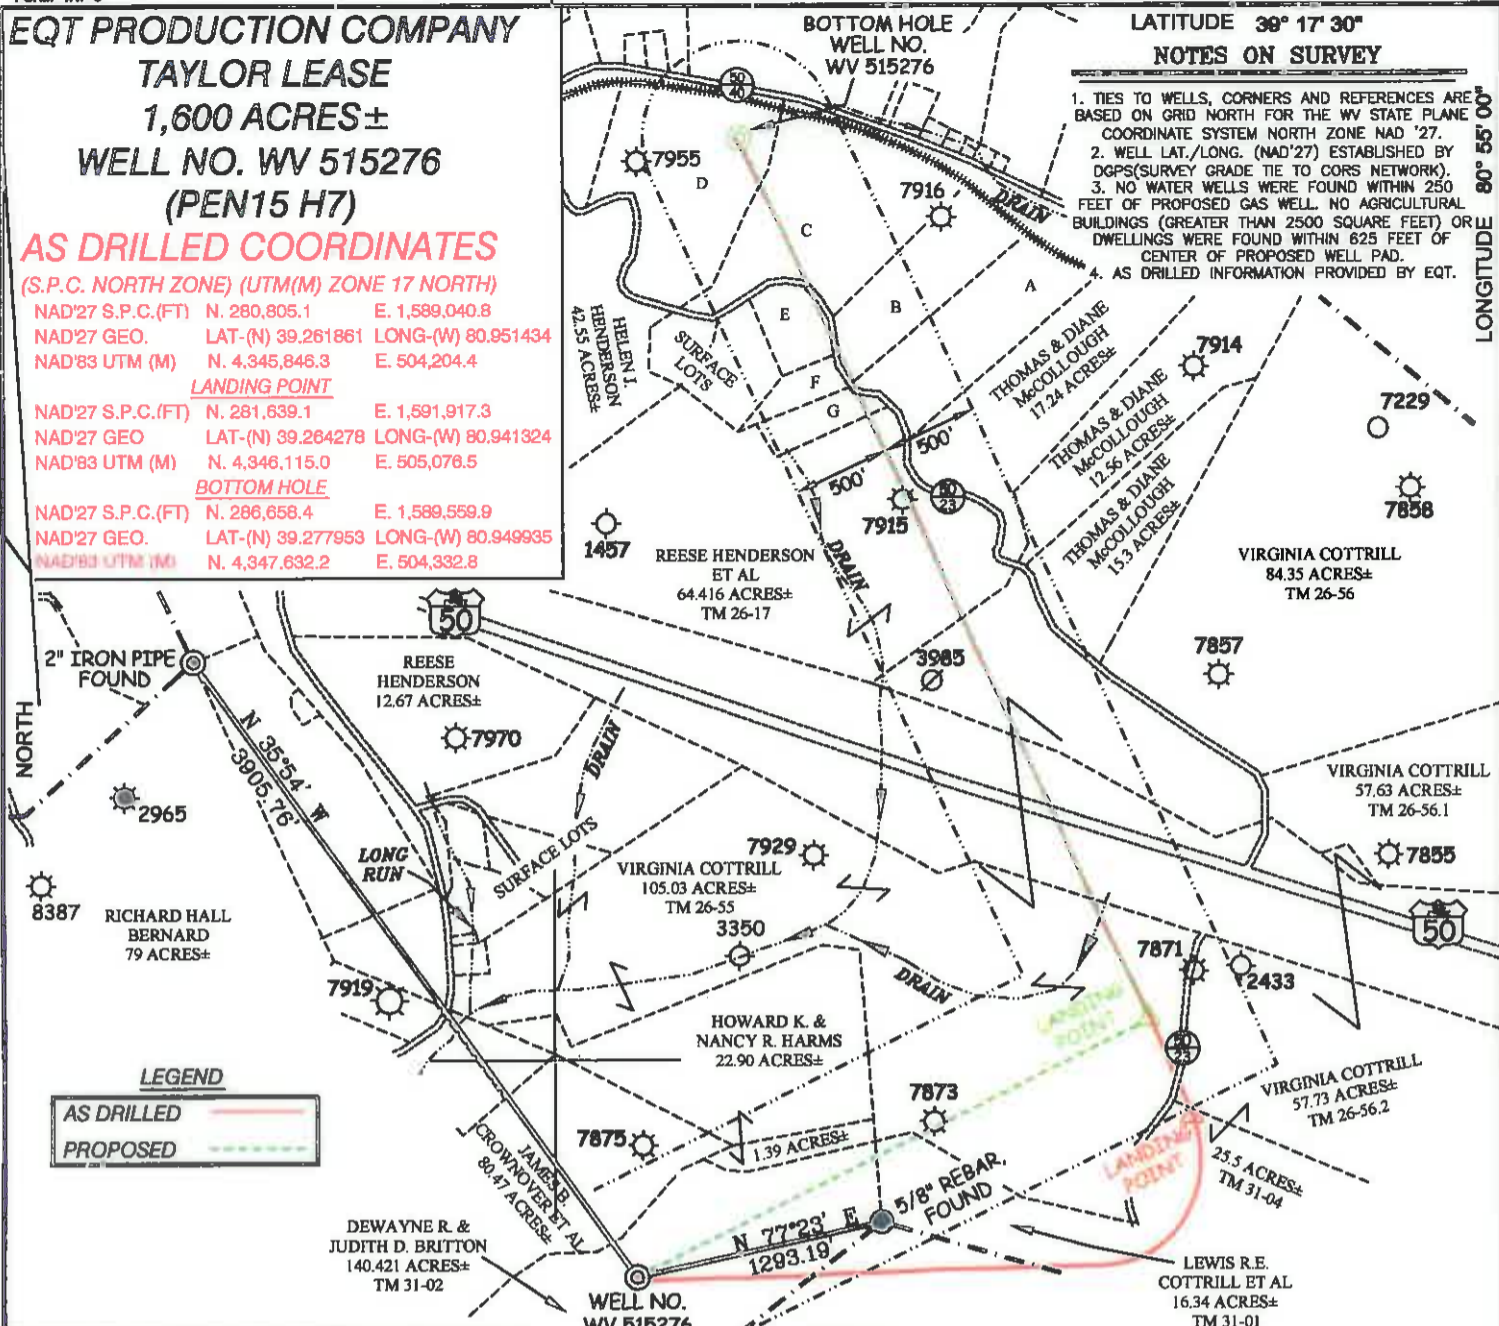 EQT PRODUCTION COMPANY
TAYLOR LEASE
1,600 ACRES±
WELL NO. WV 515276
(PEN15 H7)
AS DRILLED COORDINATES
(S.P.C. NORTH ZONE) (UTM(M) ZONE 17 NORTH)
NAD'27 S.P.C.(FT) N. 280,805.1 E. 1,589,040.8
NAD'27 GEO. LAT-(N) 39.261861 LONG-(W) 80.951434
NAD'83 UTM (M) N. 4,345,846.3 E. 504,204.4
LANDING POINT
NAD'27 S.P.C.(FT) N. 281,639.1 E. 1,591,917.3
NAD'27 GEO LAT-(N) 39.264278 LONG-(W) 80.941324
NAD'83 UTM (M) N. 4,346,115.0 E. 505,076.5
BOTTOM HOLE
NAD'27 S.P.C.(FT) N. 286,658.4 E. 1,589,559.9
NAD'27 GEO. LAT-(N) 39.277953 LONG-(W) 80.949935
NAD'83 UTM (M) N. 4,347,632.2 E. 504,332.8
BOTTOM HOLE
WELL NO.
WV 515276
LATITUDE 39° 17' 30"
NOTES ON SURVEY
1. TIES TO WELLS, CORNERS AND REFERENCES ARE
BASED ON GRID NORTH FOR THE WV STATE PLANE
COORDINATE SYSTEM NORTH ZONE NAD '27.
2. WELL LAT./LONG. (NAD'27) ESTABLISHED BY
DGPS(SURVEY GRADE TIE TO CORS NETWORK).
3. NO WATER WELLS WERE FOUND WITHIN 250
FEET OF PROPOSED GAS WELL. NO AGRICULTURAL
BUILDINGS (GREATER THAN 2500 SQUARE FEET) OR
DWELLINGS WERE FOUND WITHIN 625 FEET OF
CENTER OF PROPOSED WELL PAD.
4. AS DRILLED INFORMATION PROVIDED BY EQT.
LONGITUDE 80° 55' 00"
50
40
7955
D
7916
DRAIN
C
B
A
E
F
G
HELEN J.
HENDERSON
42.55 ACRES±
SURFACE
LOTS
THOMAS & DIANE
McCOLLOUGH
17.24 ACRES±
THOMAS & DIANE
McCOLLOUGH
12.56 ACRES±
THOMAS & DIANE
McCOLLOUGH
15.3 ACRES±
7914
7229
7858
500'
500'
7915
50
23
1457
REESE HENDERSON
ET AL
64.416 ACRES±
TM 26-17
DRAIN
VIRGINIA COTTRILL
84.35 ACRES±
TM 26-56
50
2" IRON PIPE
FOUND
REESE
HENDERSON
12.67 ACRES±
3985
7857
NORTH
N 35°54' W
3905.76'
7970
DRAIN
VIRGINIA COTTRILL
57.63 ACRES±
TM 26-56.1
2965
LONG
RUN
SURFACE LOTS
7929
VIRGINIA COTTRILL
105.03 ACRES±
TM 26-55
7855
8387
RICHARD HALL
BERNARD
79 ACRES±
3350
50
7871
2433
7919
DRAIN
LANDING
POINT
HOWARD K. &
NANCY R. HARMS
22.90 ACRES±
50
23
LEGEND
AS DRILLED
PROPOSED
7873
VIRGINIA COTTRILL
57.73 ACRES±
TM 26-56.2
7875
1.39 ACRES±
JAMES B.
CROWNOVER ET AL
80.47 ACRES±
LANDING
POINT
25.5 ACRES±
TM 31-04
5/8" REBAR
FOUND
DEWAYNE R. &
JUDITH D. BRITTON
140.421 ACRES±
TM 31-02
N 77°23' E
1293.19'
LEWIS R.E.
COTTRILL ET AL
16.34 ACRES±
TM 31-01
WELL NO.
WV 515276